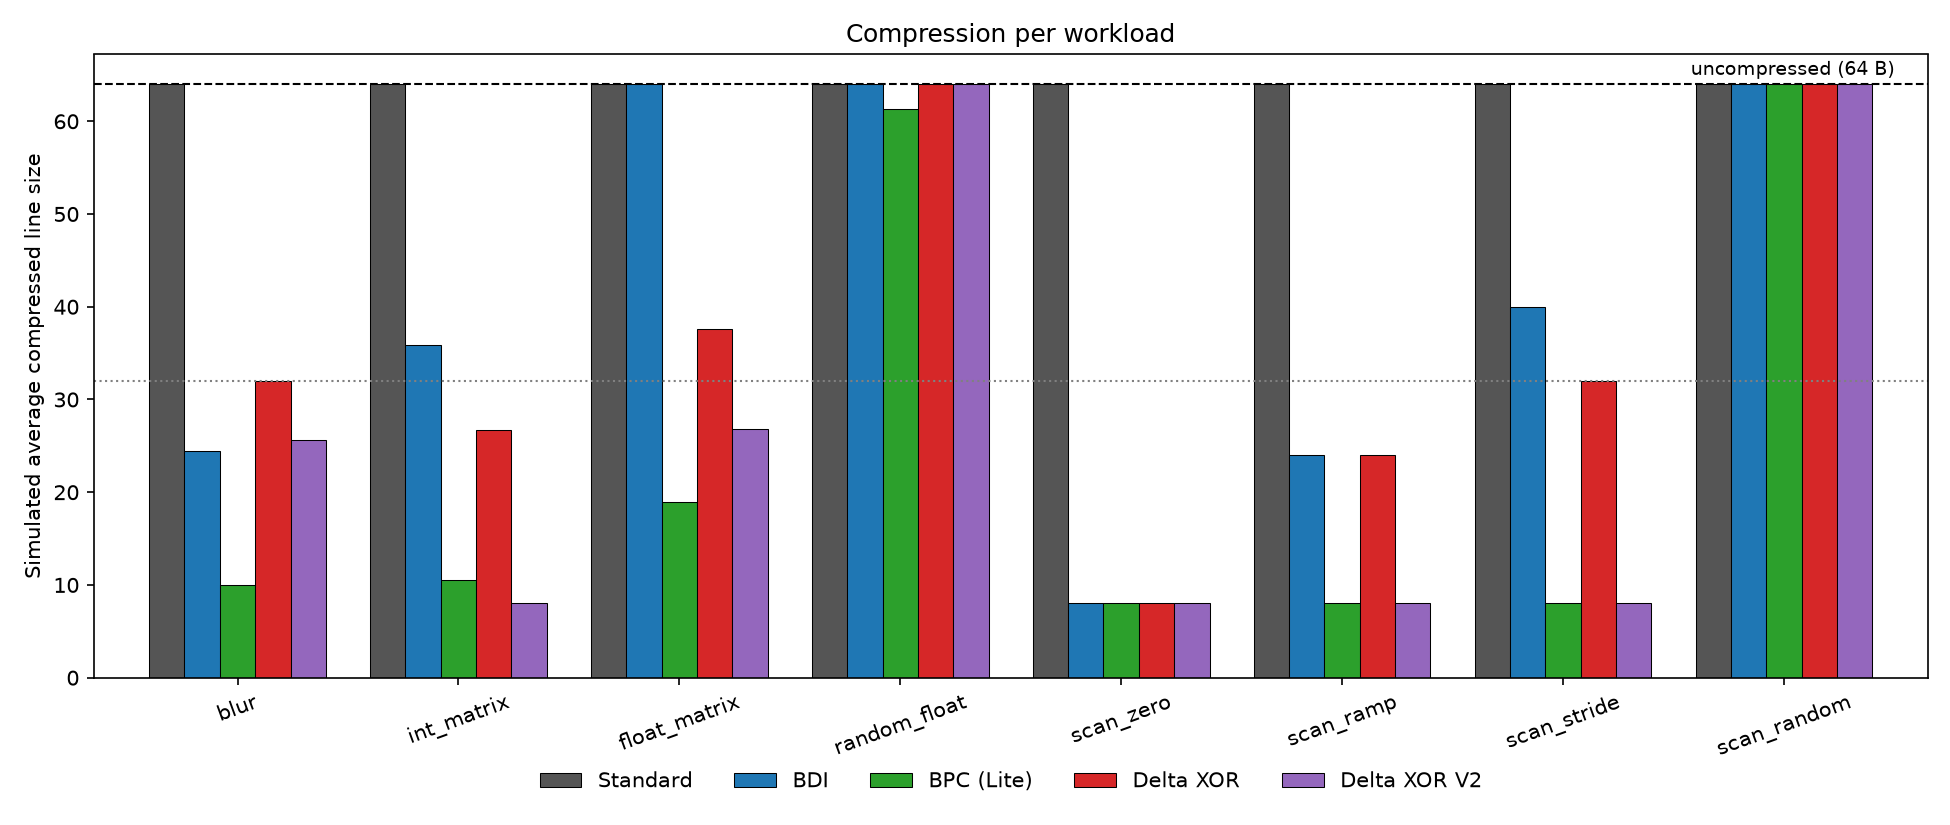 Compression per workload
uncompressed (64 B)
Simulated average compressed line size
60
50
40
30
20
10
0
blur
int_matrix
float_matrix
random_float
scan_zero
scan_ramp
scan_stride
scan_random
Standard
BDI
BPC (Lite)
Delta XOR
Delta XOR V2